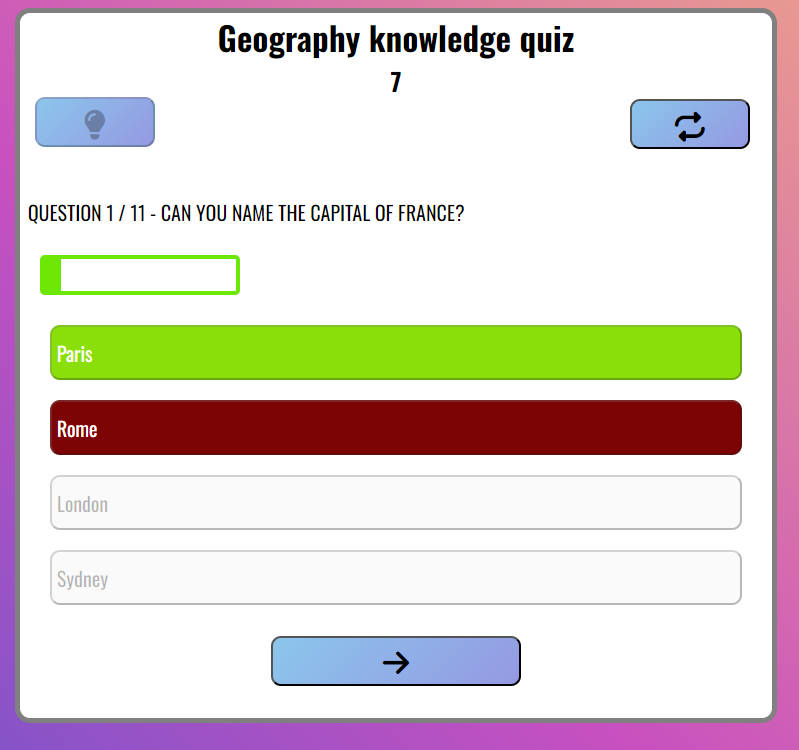 Geography knowledge quiz
7
QUESTION 1 / 11 - CAN YOU NAME THE CAPITAL OF FRANCE?
Paris
Rome
London
Sydney